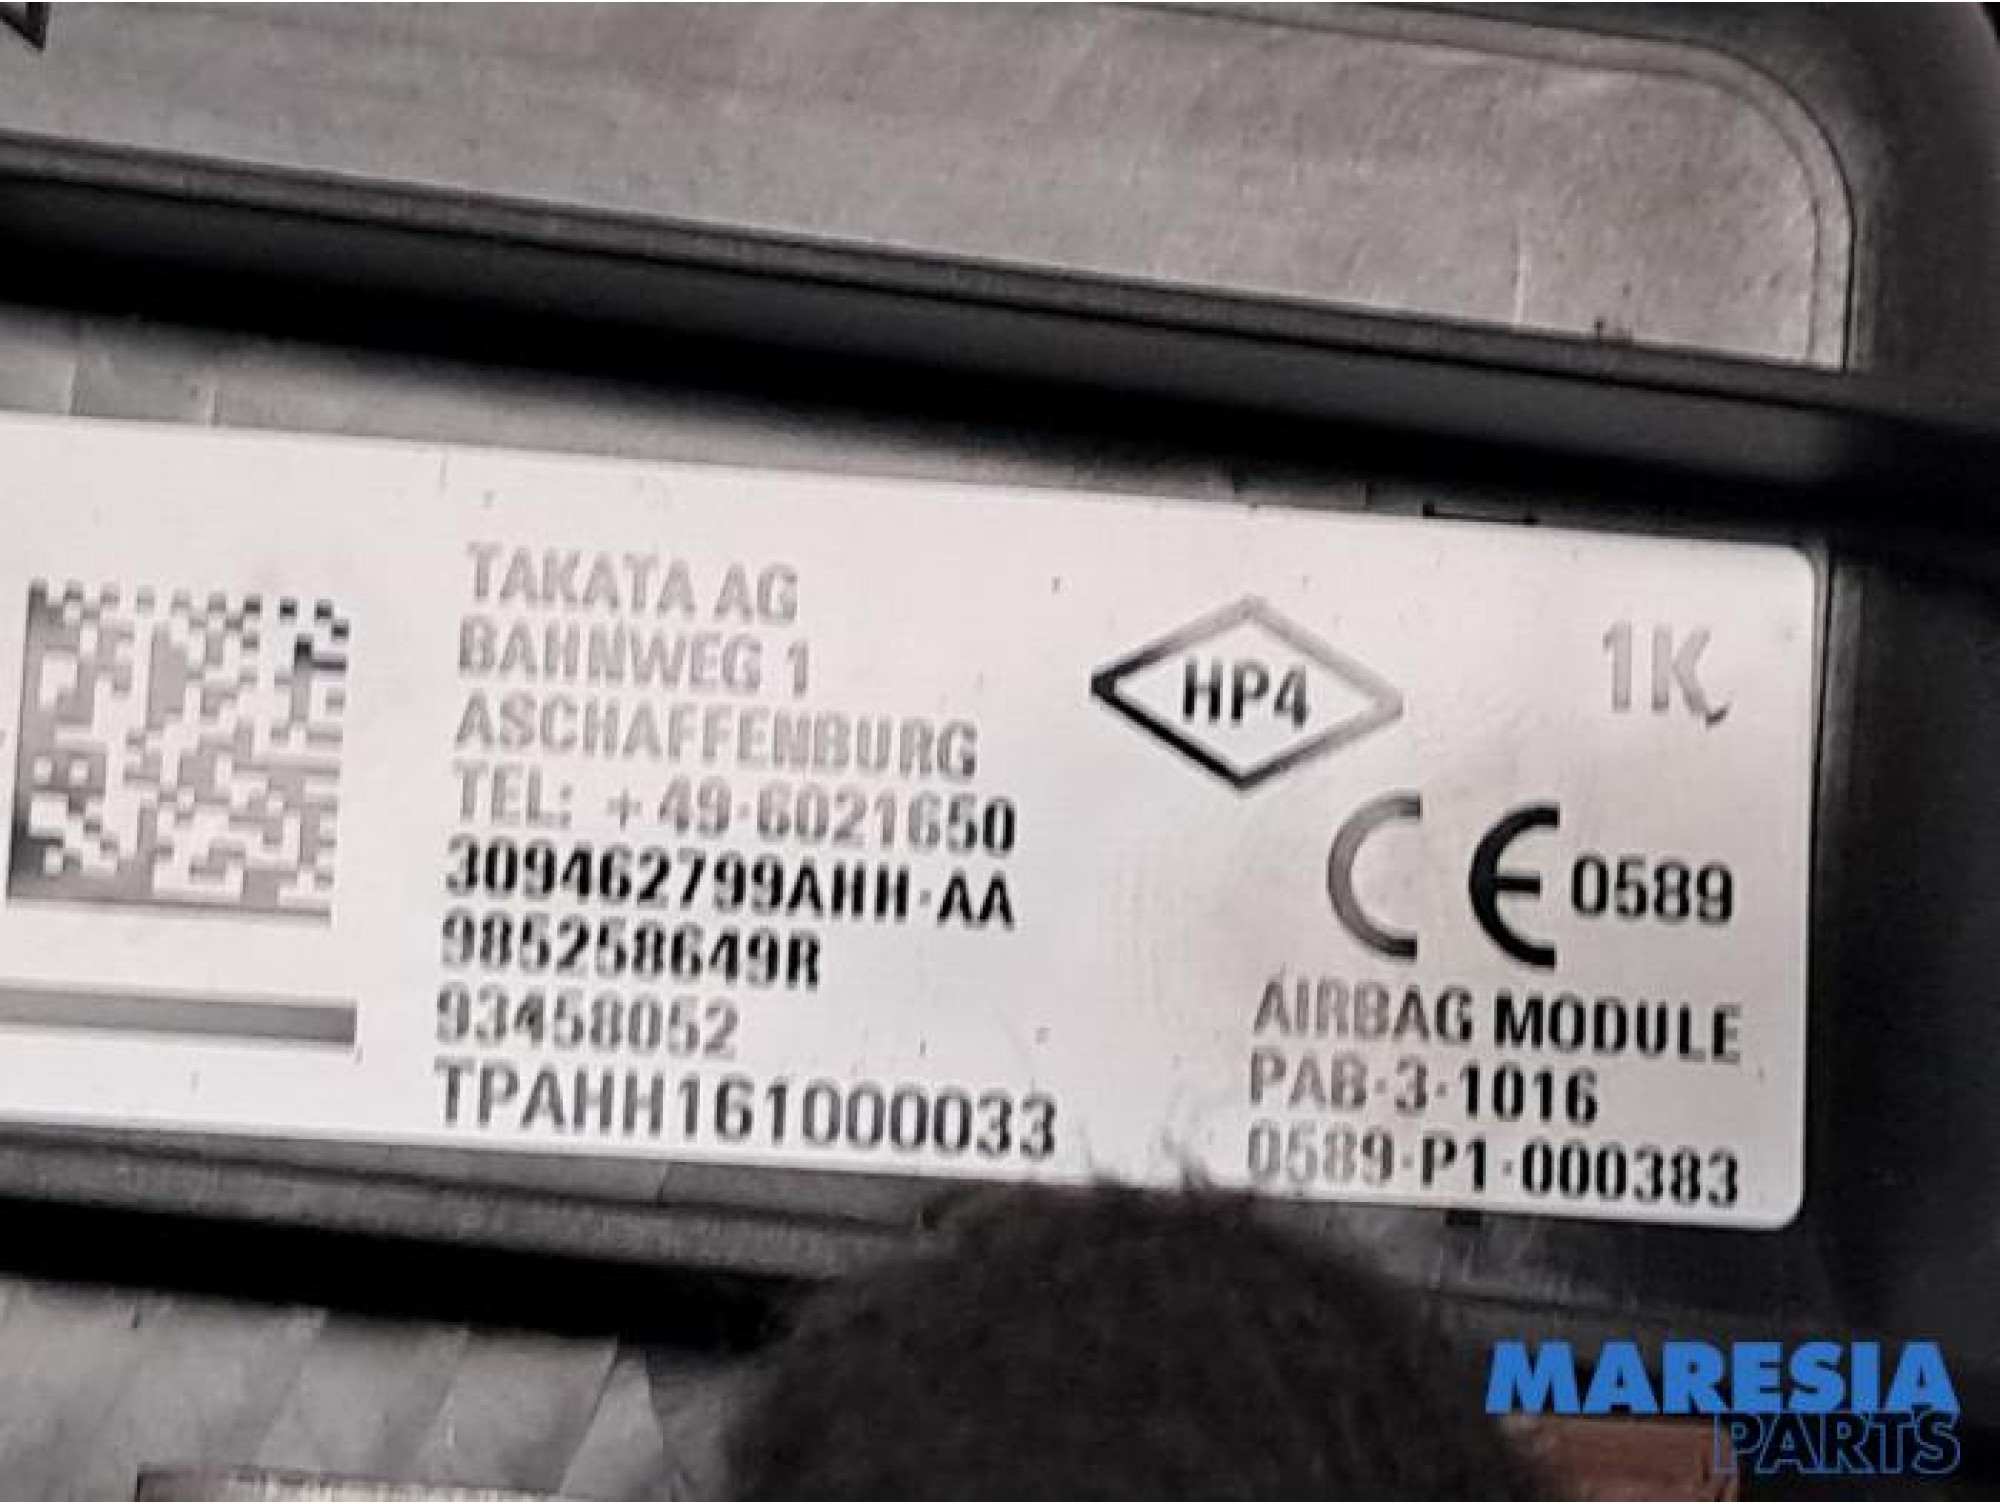 TAKATA AG
BAHNWEG 1
ASCHAFFENBURG
TEL: +49-6021650
309462799AHH-AA
985258649R
93458052
TPAHH161000033
HP4
1K
CE 0589
AIRBAG MODULE
PAB-3-1016
0589-P1-000383
MARESIA
PARTS